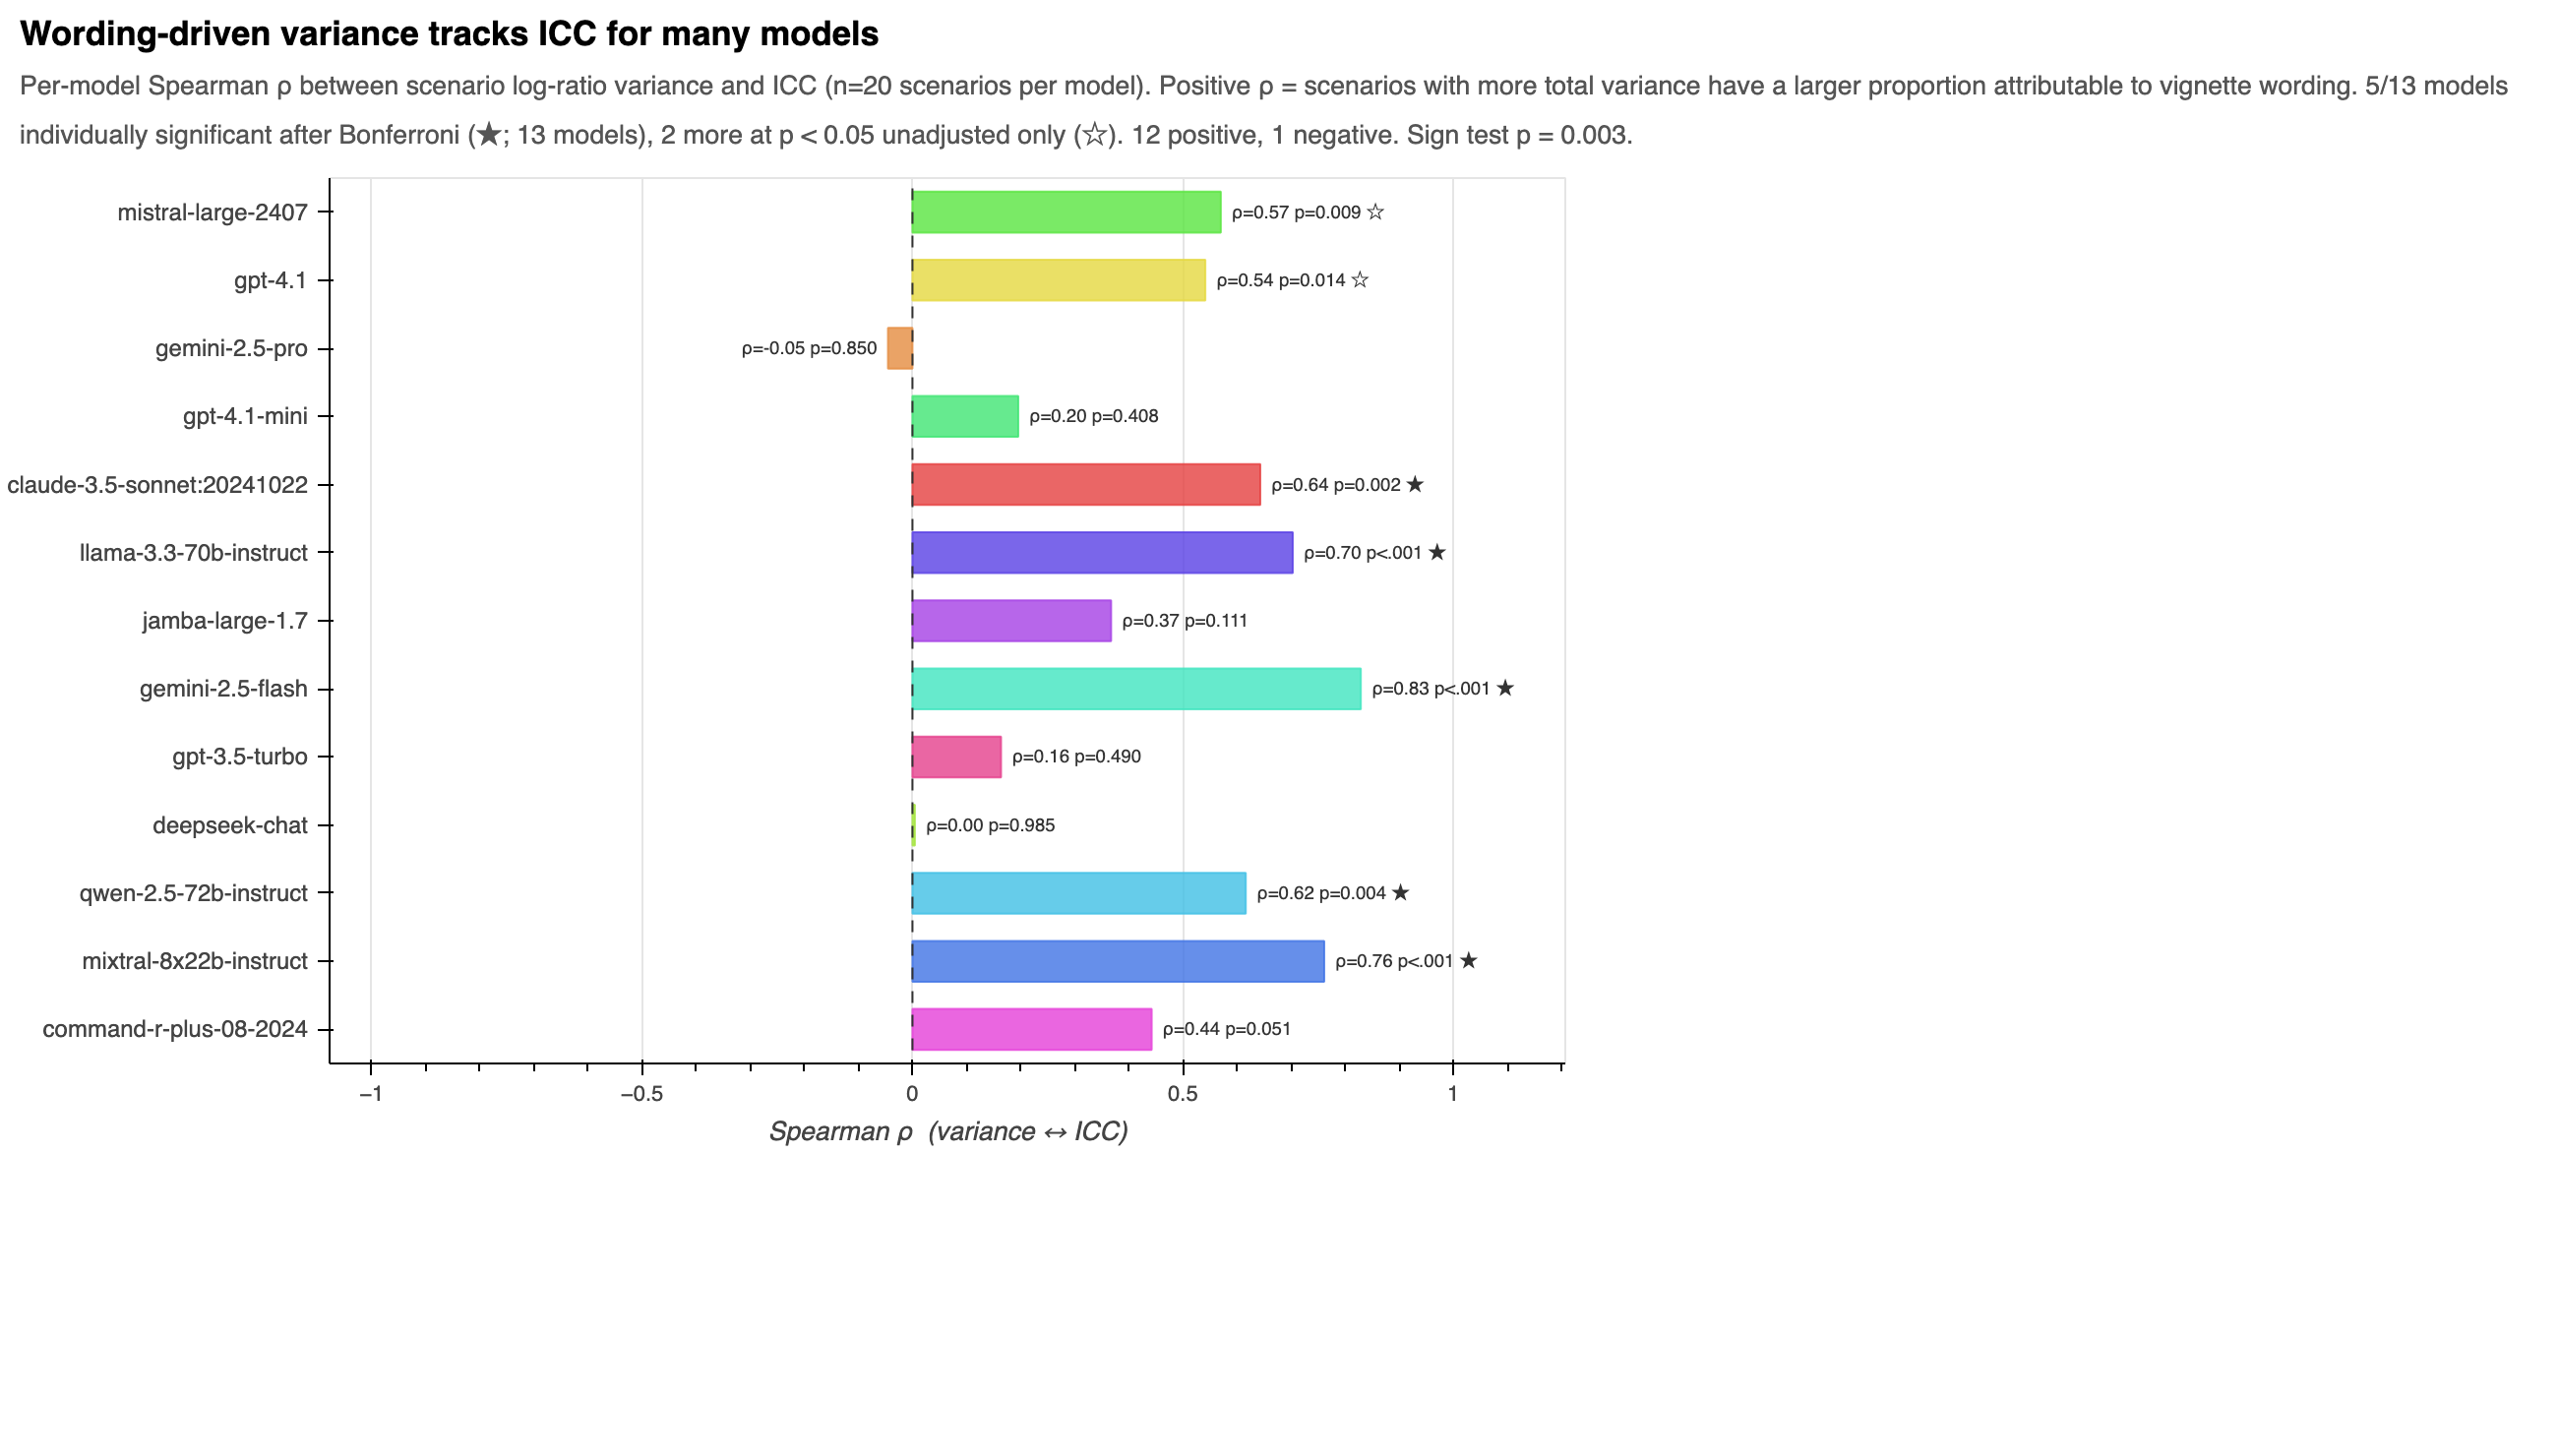 Wording-driven variance tracks ICC for many models
Per-model Spearman ρ between scenario log-ratio variance and ICC (n=20 scenarios per model). Positive ρ = scenarios with more total variance have a larger proportion attributable to vignette wording. 5/13 models
individually significant after Bonferroni (★; 13 models), 2 more at p < 0.05 unadjusted only (☆). 12 positive, 1 negative. Sign test p = 0.003.
mistral-large-2407 ρ=0.57 p=0.009 ☆
gpt-4.1 ρ=0.54 p=0.014 ☆
gemini-2.5-pro ρ=-0.05 p=0.850
gpt-4.1-mini ρ=0.20 p=0.408
claude-3.5-sonnet:20241022 ρ=0.64 p=0.002 ★
llama-3.3-70b-instruct ρ=0.70 p<.001 ★
jamba-large-1.7 ρ=0.37 p=0.111
gemini-2.5-flash ρ=0.83 p<.001 ★
gpt-3.5-turbo ρ=0.16 p=0.490
deepseek-chat ρ=0.00 p=0.985
qwen-2.5-72b-instruct ρ=0.62 p=0.004 ★
mixtral-8x22b-instruct ρ=0.76 p<.001 ★
command-r-plus-08-2024 ρ=0.44 p=0.051
−1 −0.5 0 0.5 1
Spearman ρ (variance ↔ ICC)